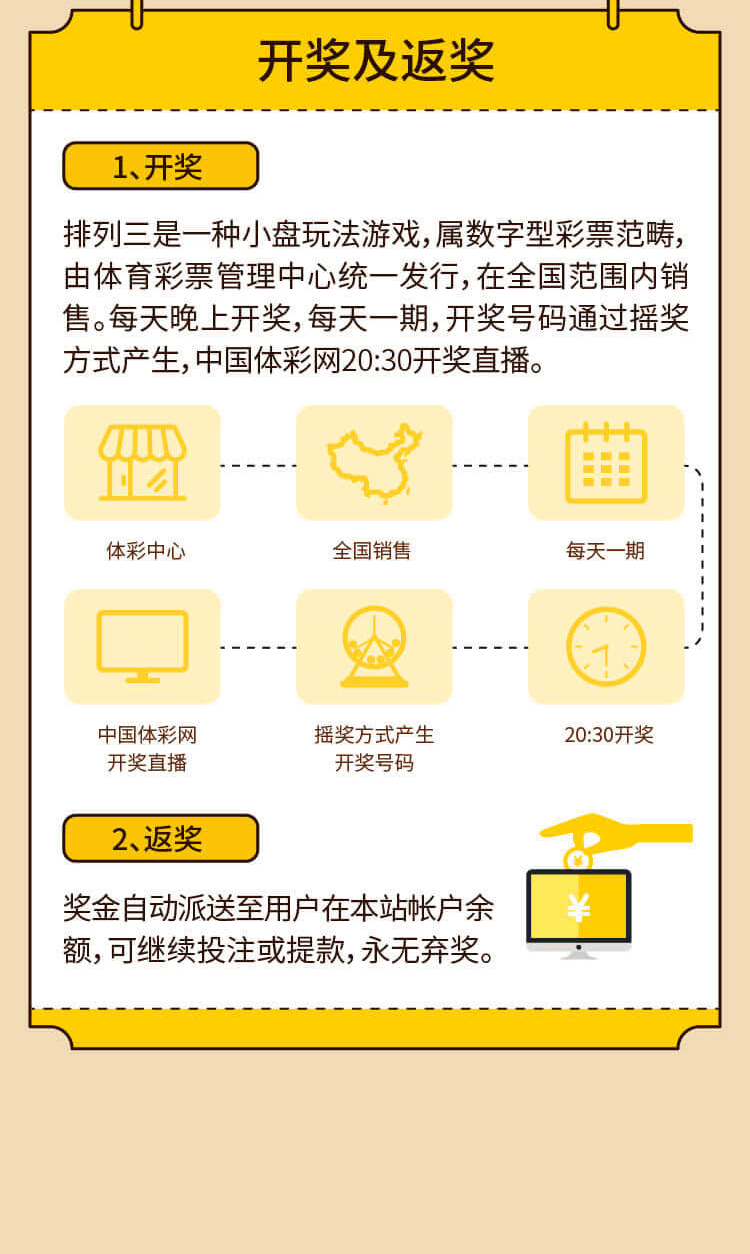 开奖及返奖
1、开奖
排列三是一种小盘玩法游戏，属数字型彩票范畴，
由体育彩票管理中心统一发行，在全国范围内销
售。每天晚上开奖，每天一期，开奖号码通过摇奖
方式产生，中国体彩网20:30开奖直播。
体彩中心
全国销售
每天一期
中国体彩网
开奖直播
摇奖方式产生
开奖号码
20:30开奖
2、返奖
¥
¥
奖金自动派送至用户在本站帐户余
额，可继续投注或提款，永无弃奖。